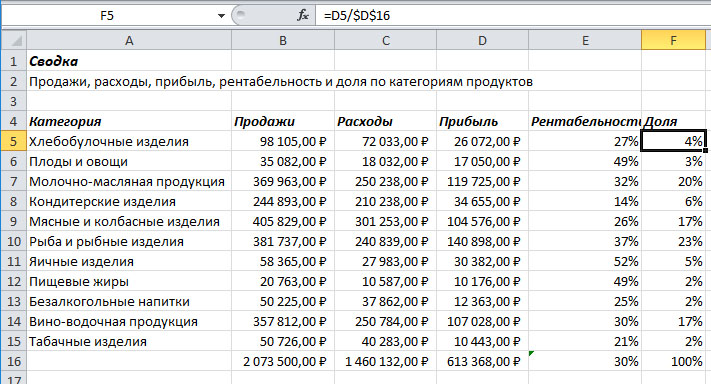 F5 fx =D5/$D$16
A B C D E F
1 Сводка
2 Продажи, расходы, прибыль, рентабельность и доля по категориям продуктов
3
4 Категория Продажи Расходы Прибыль Рентабельность Доля
5 Хлебобулочные изделия 98 105,00 ₽ 72 033,00 ₽ 26 072,00 ₽ 27% 4%
6 Плоды и овощи 35 082,00 ₽ 18 032,00 ₽ 17 050,00 ₽ 49% 3%
7 Молочно-масляная продукция 369 963,00 ₽ 250 238,00 ₽ 119 725,00 ₽ 32% 20%
8 Кондитерские изделия 244 893,00 ₽ 210 238,00 ₽ 34 655,00 ₽ 14% 6%
9 Мясные и колбасные изделия 405 829,00 ₽ 301 253,00 ₽ 104 576,00 ₽ 26% 17%
10 Рыба и рыбные изделия 381 737,00 ₽ 240 839,00 ₽ 140 898,00 ₽ 37% 23%
11 Яичные изделия 58 365,00 ₽ 27 983,00 ₽ 30 382,00 ₽ 52% 5%
12 Пищевые жиры 20 763,00 ₽ 10 587,00 ₽ 10 176,00 ₽ 49% 2%
13 Безалкогольные напитки 50 225,00 ₽ 37 862,00 ₽ 12 363,00 ₽ 25% 2%
14 Вино-водочная продукция 357 812,00 ₽ 250 784,00 ₽ 107 028,00 ₽ 30% 17%
15 Табачные изделия 50 726,00 ₽ 40 283,00 ₽ 10 443,00 ₽ 21% 2%
16 2 073 500,00 ₽ 1 460 132,00 ₽ 613 368,00 ₽ 30% 100%
17